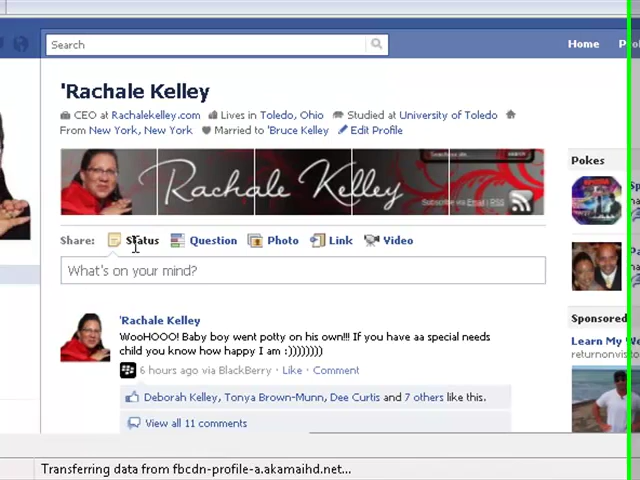 Search
Home
'Rachale Kelley
CEO at Rachalekelley.com Lives in Toledo, Ohio Studied at University of Toledo
From New York, New York Married to 'Bruce Kelley Edit Profile
Rachale Kelley
search
Subscribe via Email | RSS
Pokes
Share: Status Question Photo Link Video
What's on your mind?
'Rachale Kelley
WooHOOO! Baby boy went potty on his own!!! If you have aa special needs
child you know how happy I am :))))))))
6 hours ago via BlackBerry · Like · Comment
Deborah Kelley, Tonya Brown-Munn, Dee Curtis and 7 others like this.
View all 11 comments
Sponsored
Learn My We
returnonvisito
Transferring data from fbcdn-profile-a.akamaihd.net...